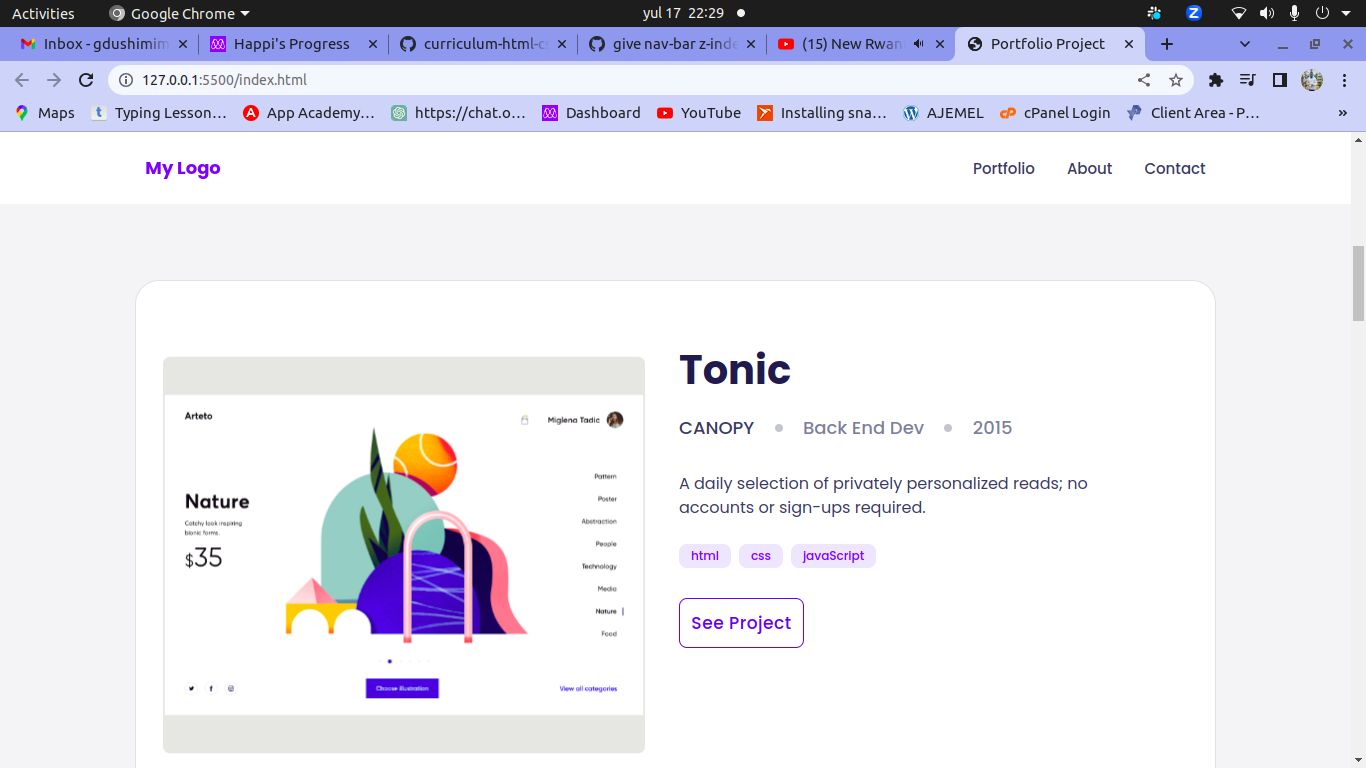 Activities
Google Chrome
yul 17 22:29
Inbox - gdushimim
Happi's Progress
curriculum-html-cs
give nav-bar z-inde
(15) New Rwan
Portfolio Project
127.0.0.1:5500/index.html
Maps
Typing Lesson…
App Academy…
https://chat.o…
Dashboard
YouTube
Installing sna…
AJEMEL
cPanel Login
Client Area - P…
»
My Logo
Portfolio
About
Contact
Arteto
Miglena Tadic
Nature
Catchy look inspiring
bionic forms.
$35
Pattern
Poster
Abstraction
People
Technology
Media
Nature
Food
Choose illustration
View all categories
Tonic
CANOPY
Back End Dev
2015
A daily selection of privately personalized reads; no
accounts or sign-ups required.
html
css
javaScript
See Project